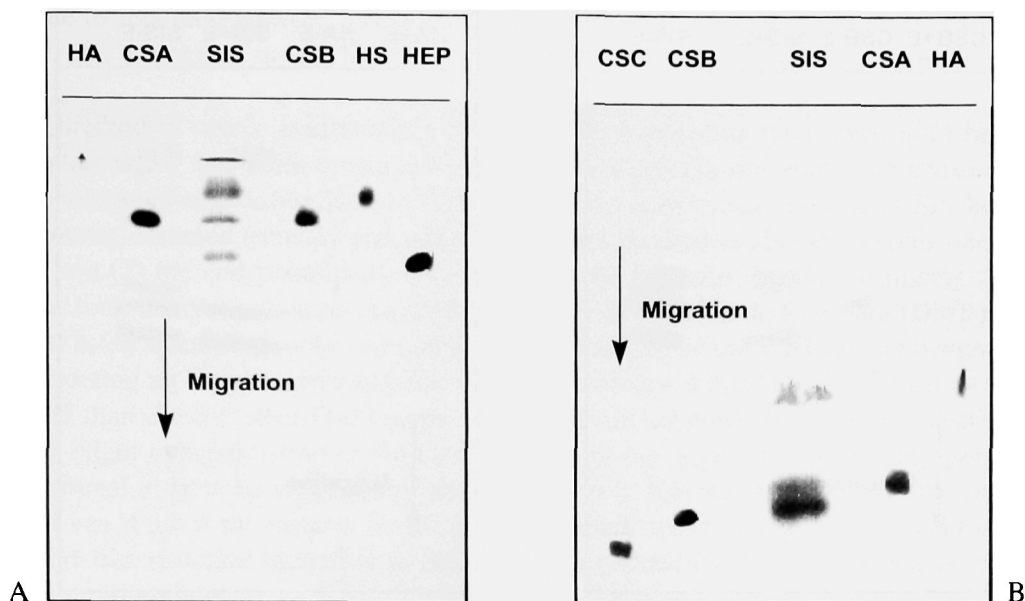 HA CSA SIS CSB HS HEP
Migration
A
CSC CSB SIS CSA HA
Migration
B